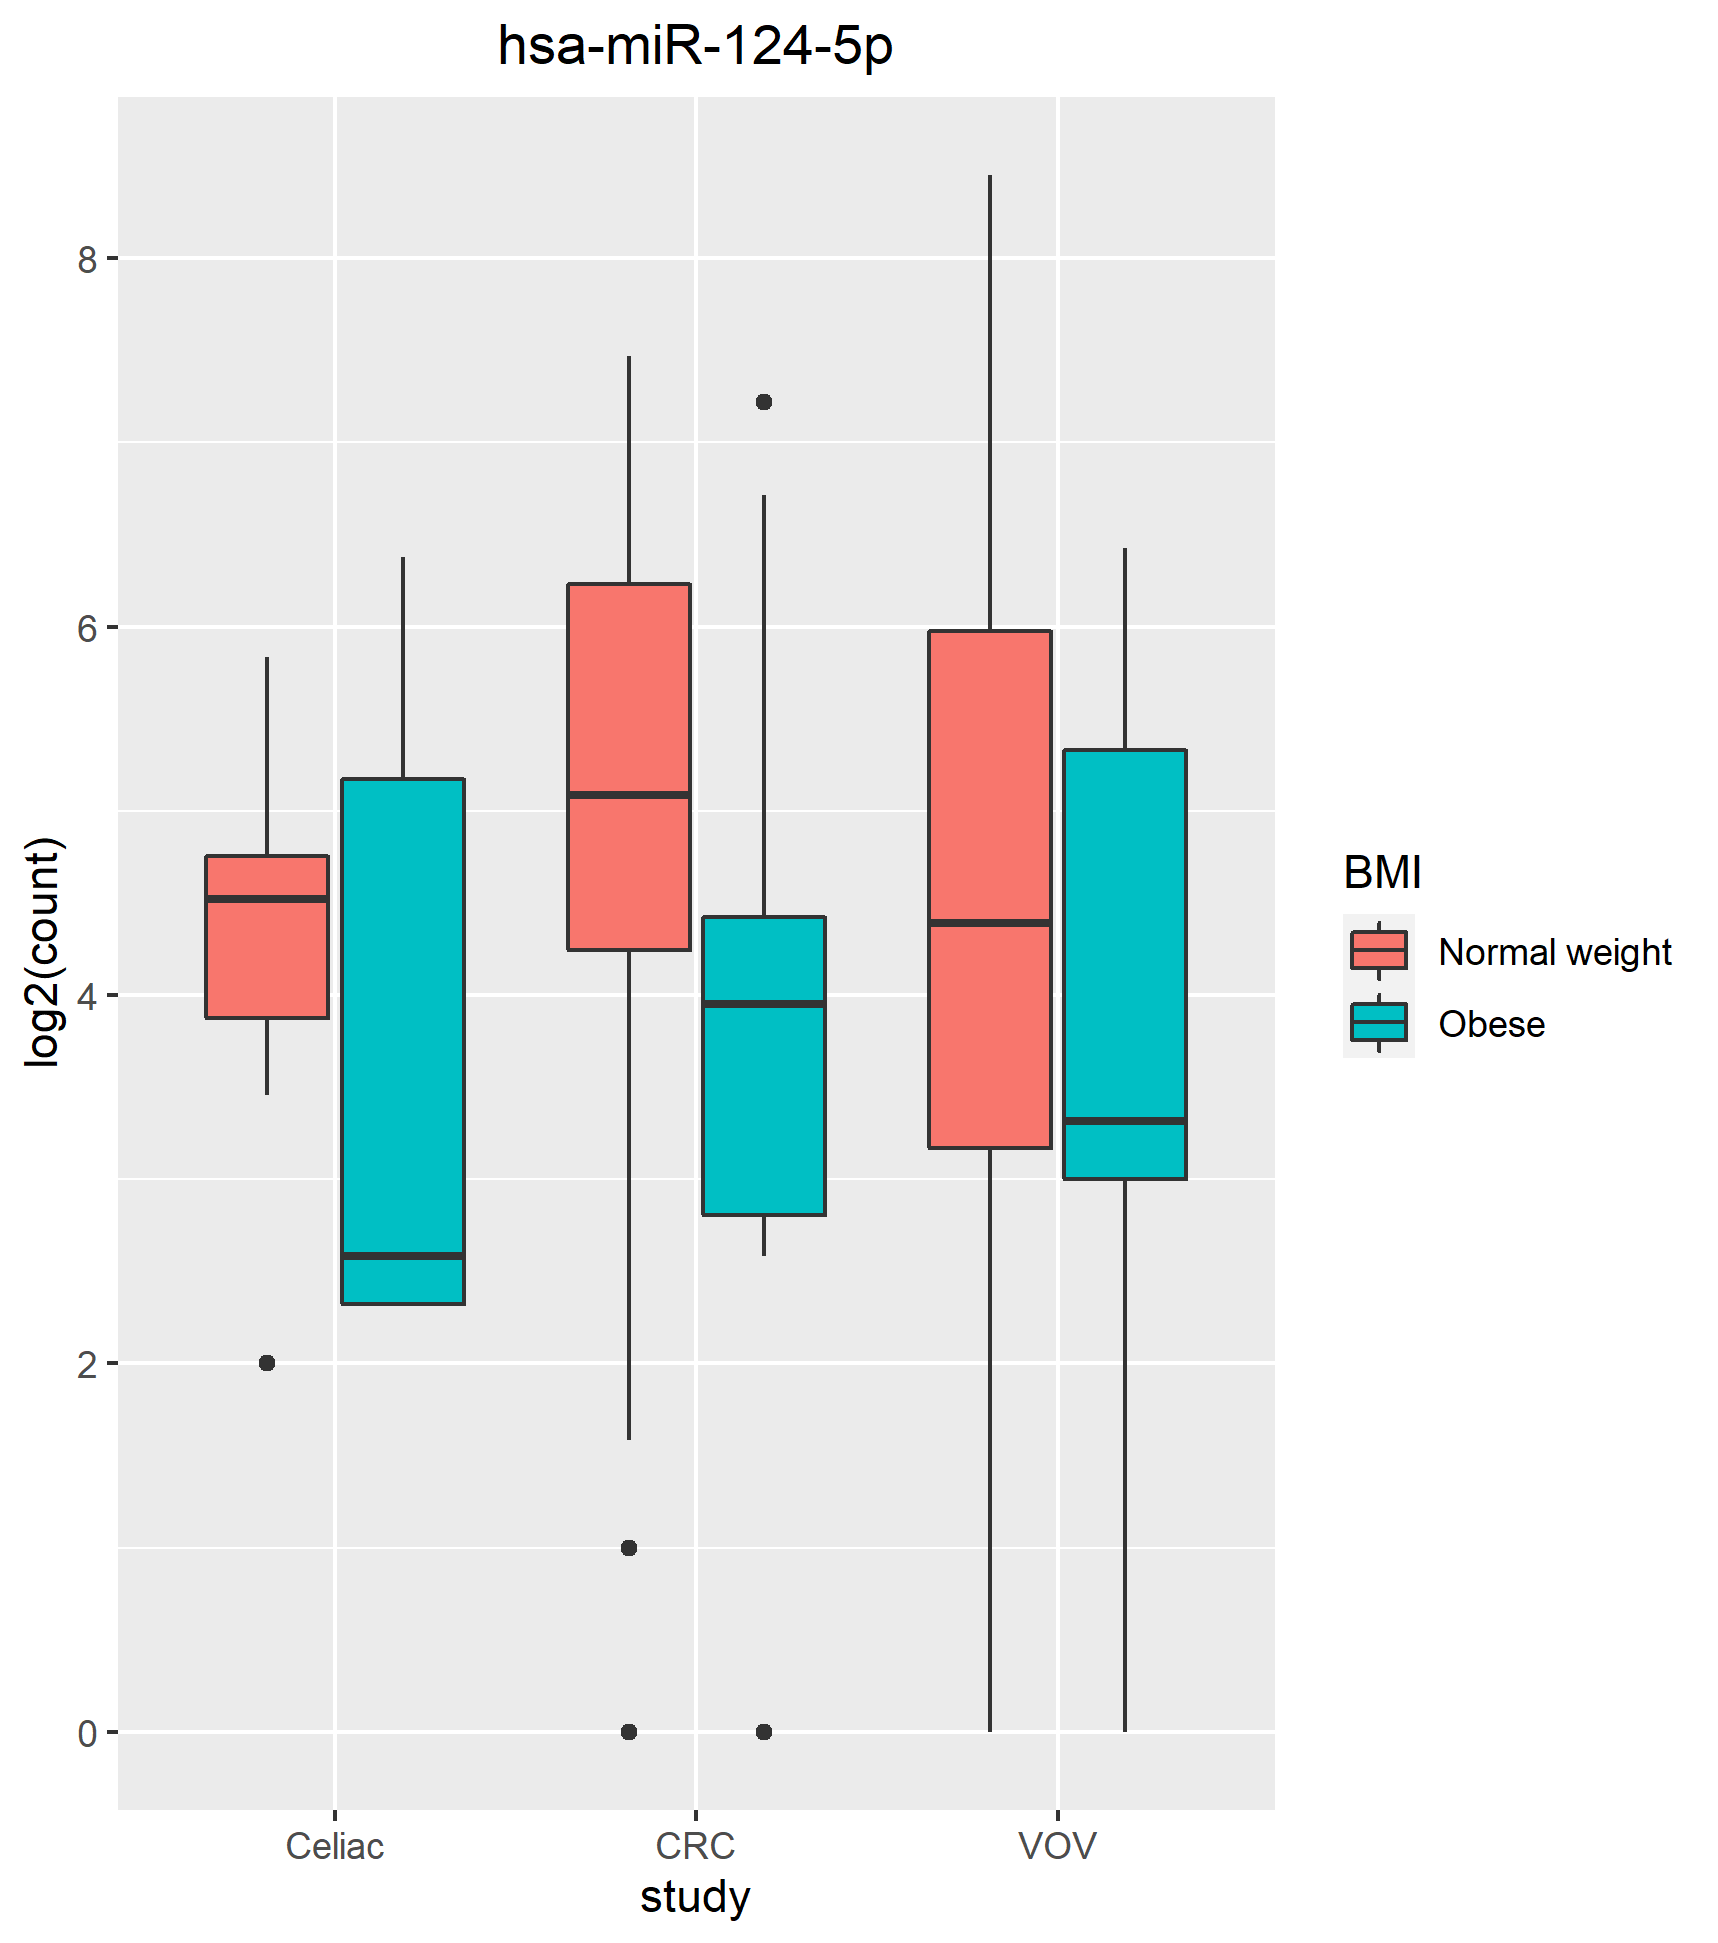 hsa-miR-124-5p
log2(count)
8
6
4
2
0
Celiac
CRC
VOV
study
BMI
Normal weight
Obese